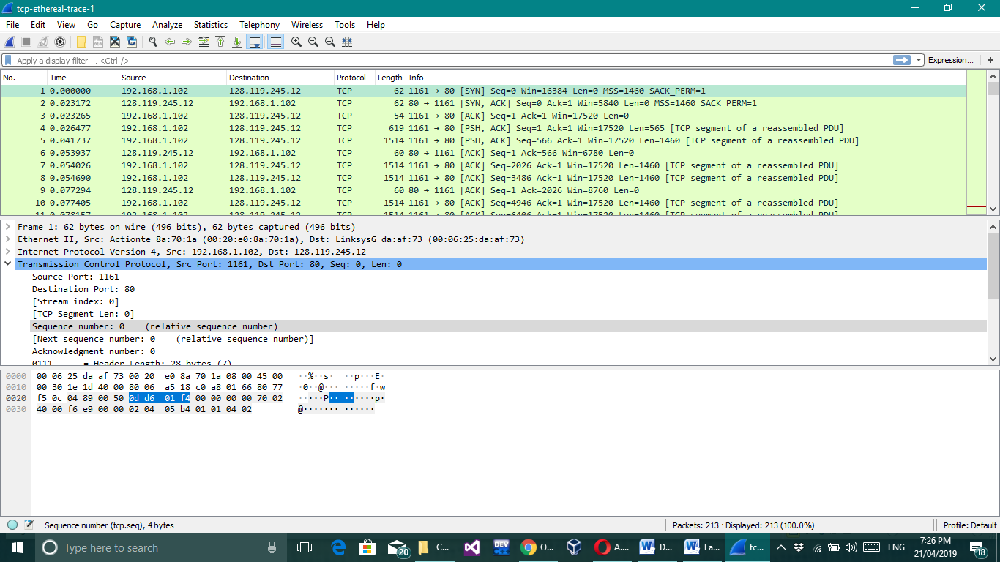 tcp-ethereal-trace-1
File Edit View Go Capture Analyze Statistics Telephony Wireless Tools Help
Apply a display filter ... <Ctrl-/>
Expression... +
No. Time Source Destination Protocol Length Info
1 0.000000 192.168.1.102 128.119.245.12 TCP 62 1161 → 80 [SYN] Seq=0 Win=16384 Len=0 MSS=1460 SACK_PERM=1
2 0.023172 128.119.245.12 192.168.1.102 TCP 62 80 → 1161 [SYN, ACK] Seq=0 Ack=1 Win=5840 Len=0 MSS=1460 SACK_PERM=1
3 0.023265 192.168.1.102 128.119.245.12 TCP 54 1161 → 80 [ACK] Seq=1 Ack=1 Win=17520 Len=0
4 0.026477 192.168.1.102 128.119.245.12 TCP 619 1161 → 80 [PSH, ACK] Seq=1 Ack=1 Win=17520 Len=565 [TCP segment of a reassembled PDU]
5 0.041737 192.168.1.102 128.119.245.12 TCP 1514 1161 → 80 [PSH, ACK] Seq=566 Ack=1 Win=17520 Len=1460 [TCP segment of a reassembled PDU]
6 0.053937 128.119.245.12 192.168.1.102 TCP 60 80 → 1161 [ACK] Seq=1 Ack=566 Win=6780 Len=0
7 0.054026 192.168.1.102 128.119.245.12 TCP 1514 1161 → 80 [ACK] Seq=2026 Ack=1 Win=17520 Len=1460 [TCP segment of a reassembled PDU]
8 0.054690 192.168.1.102 128.119.245.12 TCP 1514 1161 → 80 [ACK] Seq=3486 Ack=1 Win=17520 Len=1460 [TCP segment of a reassembled PDU]
9 0.077294 128.119.245.12 192.168.1.102 TCP 60 80 → 1161 [ACK] Seq=1 Ack=2026 Win=8760 Len=0
10 0.077405 192.168.1.102 128.119.245.12 TCP 1514 1161 → 80 [ACK] Seq=4946 Ack=1 Win=17520 Len=1460 [TCP segment of a reassembled PDU]
11 0.078157 192.168.1.102 128.119.245.12 TCP 1514 1161 → 80 [ACK] Seq=6406 Ack=1 Win=17520 Len=1460 [TCP segment of a reassembled PDU]
Frame 1: 62 bytes on wire (496 bits), 62 bytes captured (496 bits)
Ethernet II, Src: Actionte_8a:70:1a (00:20:e0:8a:70:1a), Dst: LinksysG_da:af:73 (00:06:25:da:af:73)
Internet Protocol Version 4, Src: 192.168.1.102, Dst: 128.119.245.12
Transmission Control Protocol, Src Port: 1161, Dst Port: 80, Seq: 0, Len: 0
Source Port: 1161
Destination Port: 80
[Stream index: 0]
[TCP Segment Len: 0]
Sequence number: 0 (relative sequence number)
[Next sequence number: 0 (relative sequence number)]
Acknowledgment number: 0
0111 .... = Header Length: 28 bytes (7)
0000 00 06 25 da af 73 00 20 e0 8a 70 1a 08 00 45 00 ··%··s· ··p···E·
0010 00 30 1e 1d 40 00 80 06 a5 18 c0 a8 01 66 80 77 ·0··@··· ·····f·w
0020 f5 0c 04 89 00 50 0d d6 01 f4 00 00 00 00 70 02 ·····P·· ······p·
0030 40 00 f6 e9 00 00 02 04 05 b4 01 01 04 02 @······· ······
Sequence number (tcp.seq), 4 bytes
Packets: 213 · Displayed: 213 (100.0%)
Profile: Default
Type here to search
20
C...
DEV
O...
A...
D...
La...
tc...
ENG
7:26 PM
21/04/2019
18